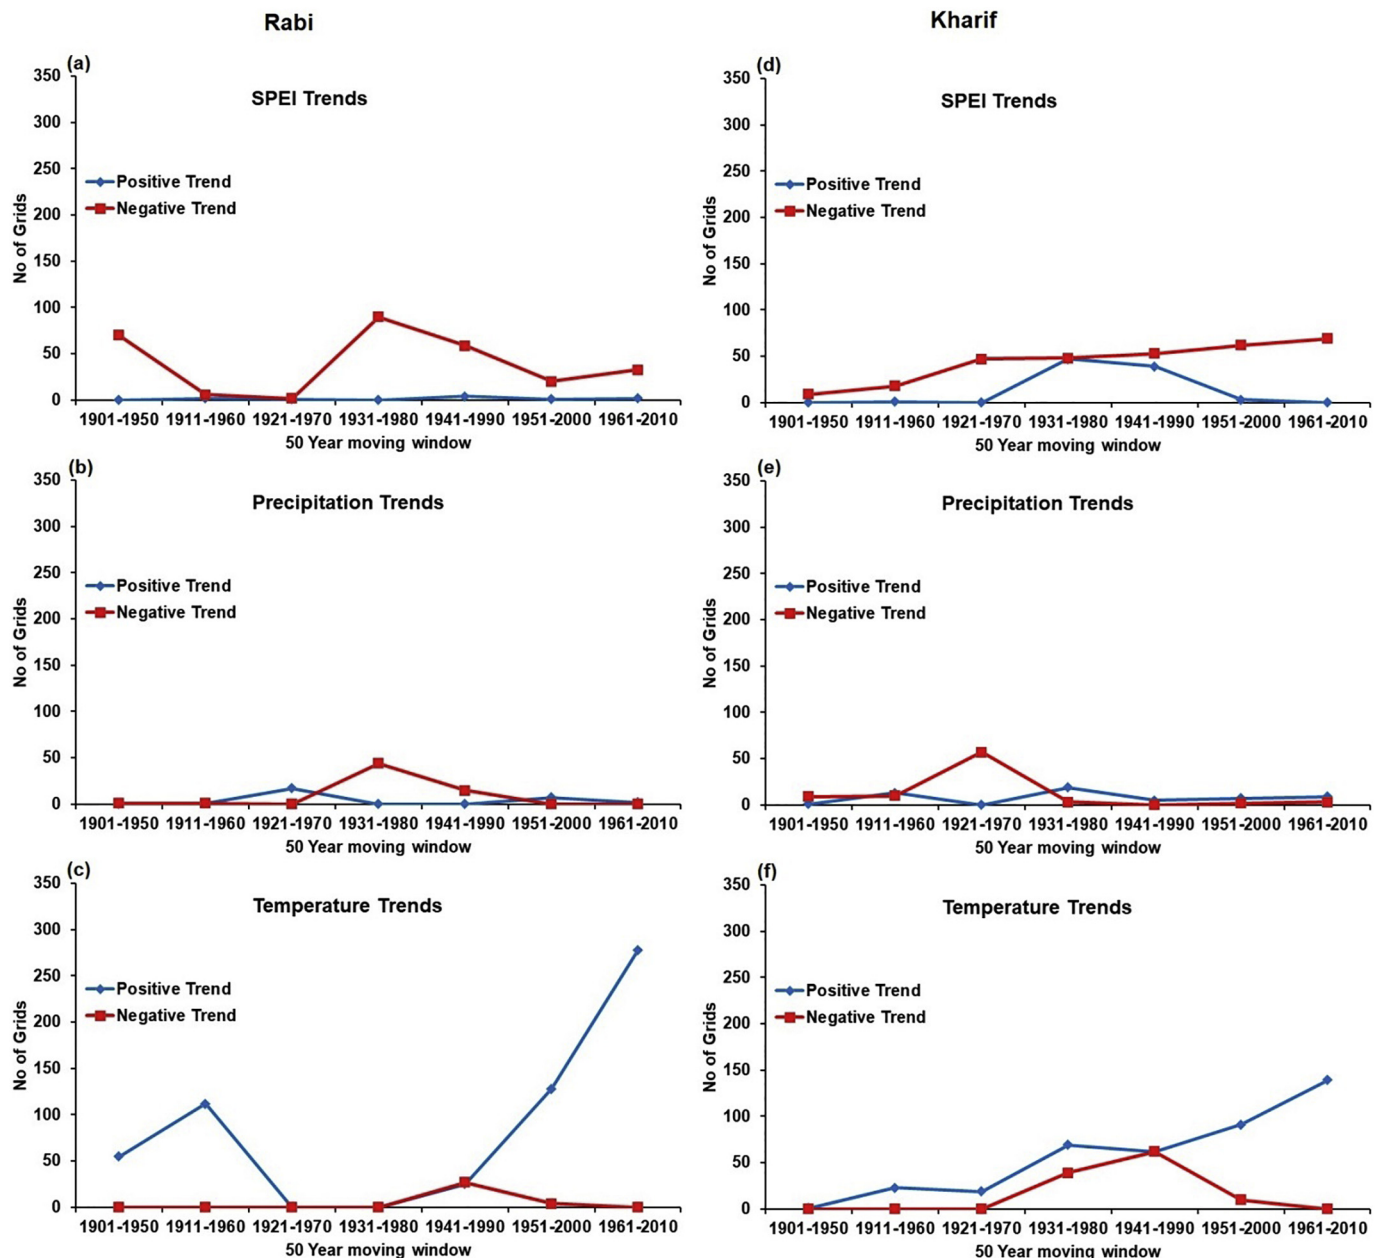 Rabi
Kharif
(a)
SPEI Trends
350
300
250
200
150
100
50
0
No of Grids
Positive Trend
Negative Trend
1901-1950 1911-1960 1921-1970 1931-1980 1941-1990 1951-2000 1961-2010
50 Year moving window
(d)
SPEI Trends
350
300
250
200
150
100
50
0
No of Grids
Positive Trend
Negative Trend
1901-1950 1911-1960 1921-1970 1931-1980 1941-1990 1951-2000 1961-2010
50 Year moving window
(b)
Precipitation Trends
350
300
250
200
150
100
50
0
No of Grids
Positive Trend
Negative Trend
1901-1950 1911-1960 1921-1970 1931-1980 1941-1990 1951-2000 1961-2010
50 Year moving window
(e)
Precipitation Trends
350
300
250
200
150
100
50
0
No of Grids
Positive Trend
Negative Trend
1901-1950 1911-1960 1921-1970 1931-1980 1941-1990 1951-2000 1961-2010
50 Year moving window
(c)
Temperature Trends
350
300
250
200
150
100
50
0
No of Grids
Positive Trend
Negative Trend
1901-1950 1911-1960 1921-1970 1931-1980 1941-1990 1951-2000 1961-2010
50 Year moving window
(f)
Temperature Trends
350
300
250
200
150
100
50
0
No of Grids
Positive Trend
Negative Trend
1901-1950 1911-1960 1921-1970 1931-1980 1941-1990 1951-2000 1961-2010
50 Year moving window